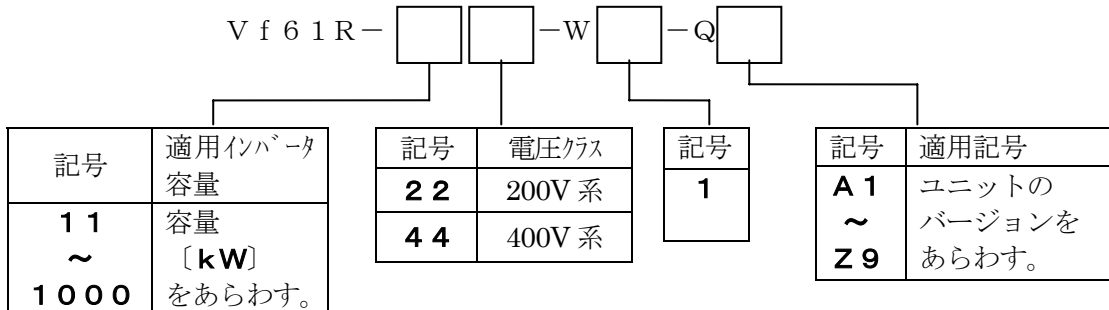 Vf61R- -W -Q
記号 適用インバータ
容量
11
~
1000 容量
〔kW〕
をあらわす。
記号 電圧クラス
22 200V系
44 400V系
記号
1
記号 適用記号
A1
~
Z9 ユニットの
バージョンを
あらわす。